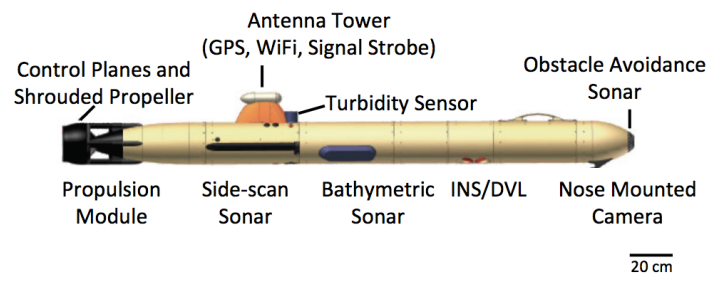 Antenna Tower
(GPS, WiFi, Signal Strobe)
Control Planes and
Shrouded Propeller
Turbidity Sensor
Obstacle Avoidance
Sonar
Propulsion
Module
Side-scan
Sonar
Bathymetric
Sonar
INS/DVL
Nose Mounted
Camera
20 cm